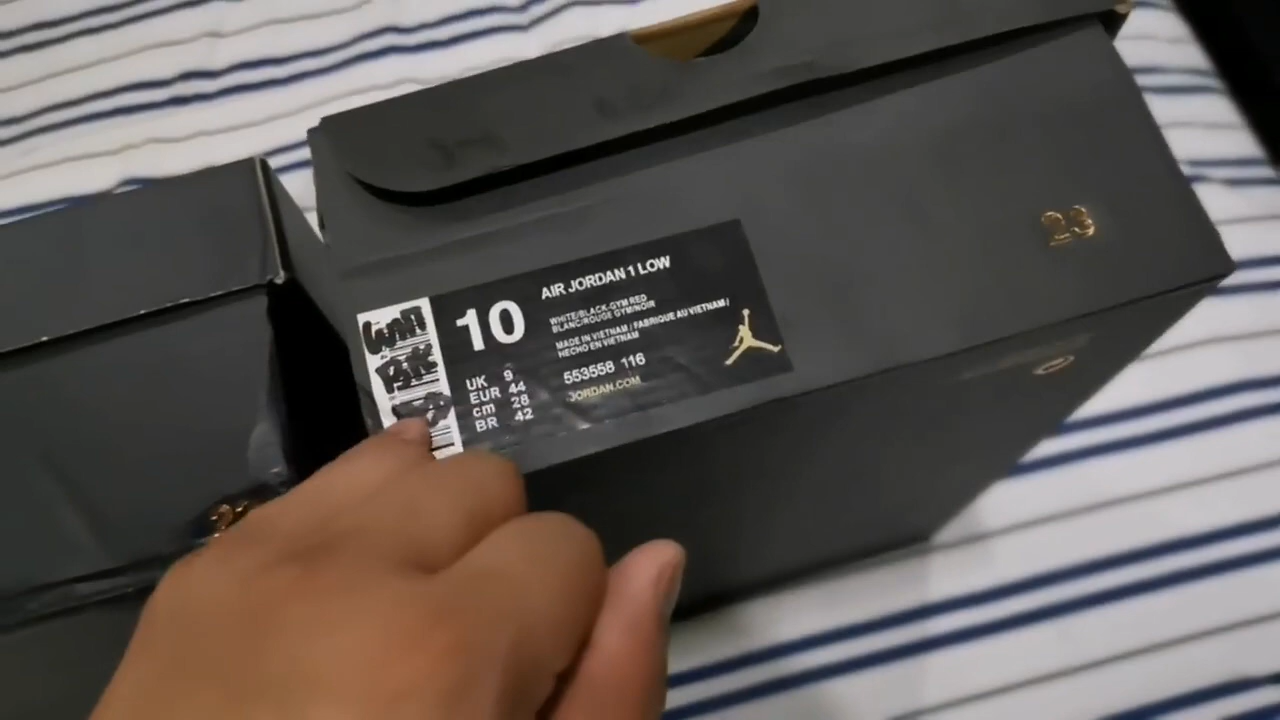 AIR JORDAN 1 LOW
10
WHITE/BLACK-GYM RED
BLANC/ROUGE GYM/NOIR
MADE IN VIETNAM / FABRIQUE AU VIETNAM /
HECHO EN VIETNAM
UK 9
EUR 44
cm 28
BR 42
553558 116
JORDAN.COM
23